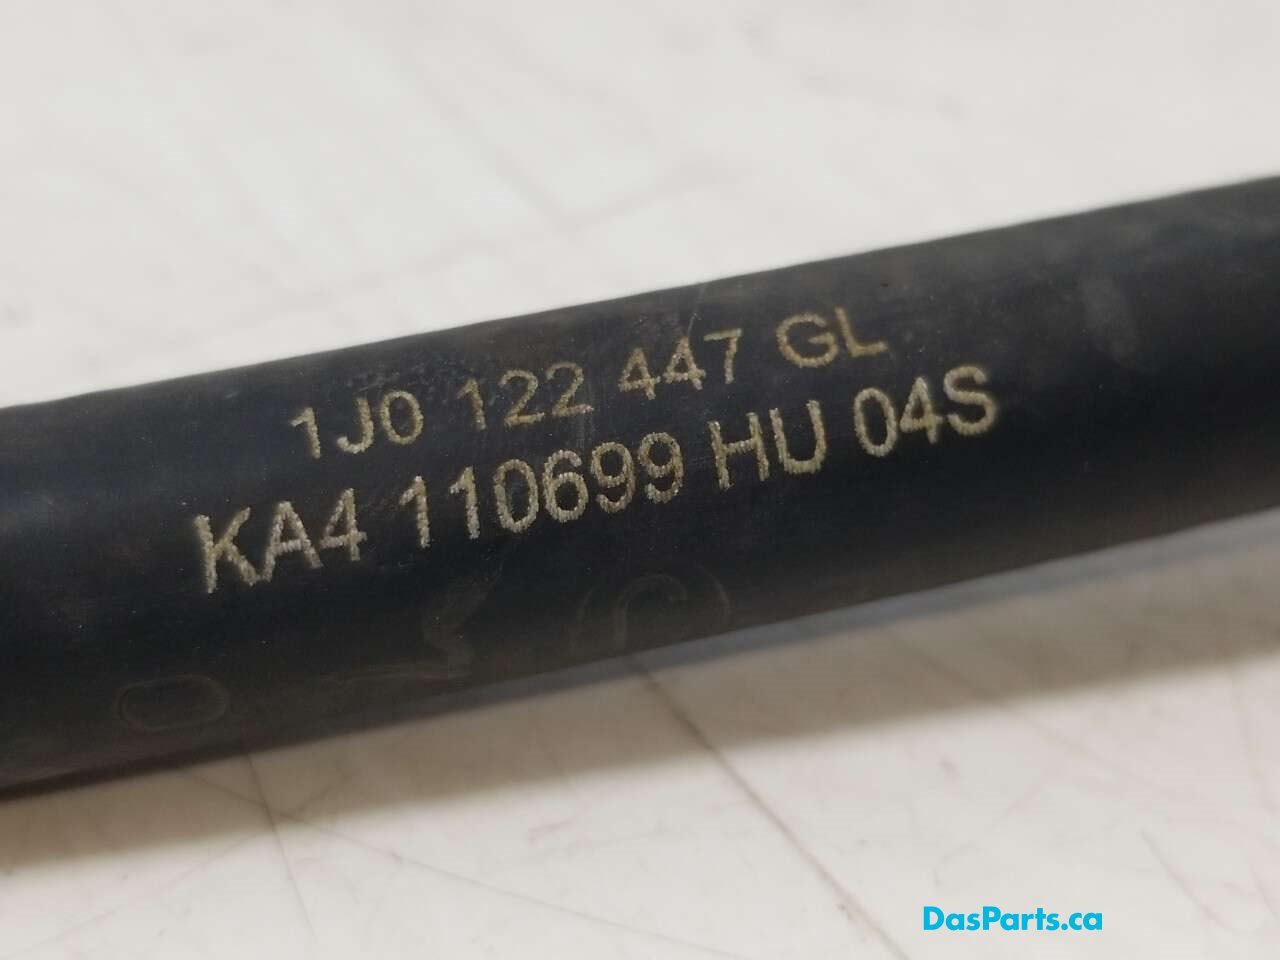 1J0 122 447 GL
KA4 110699 HU 04S
DasParts.ca